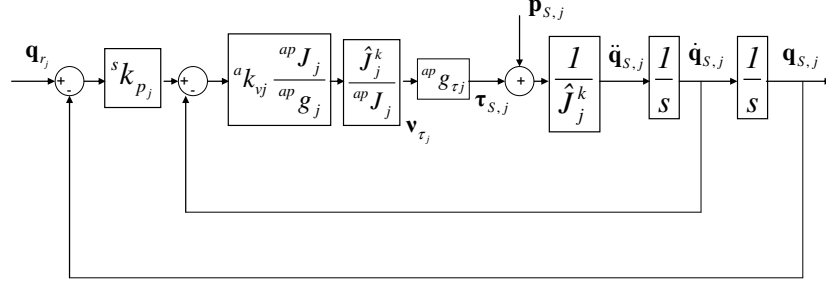 p_{S,j}
q_{r_j}
+
-
^{s}k_{p_j}
+
-
^{a}k_{vj} ^{ap}J_j / ^{ap}g_j
Ĵ_j^k / ^{ap}J_j
v_{τ_j}
^{ap}g_{τj}
τ_{S,j}
+
1 / Ĵ_j^k
q̈_{S,j}
1 / s
q̇_{S,j}
1 / s
q_{S,j}